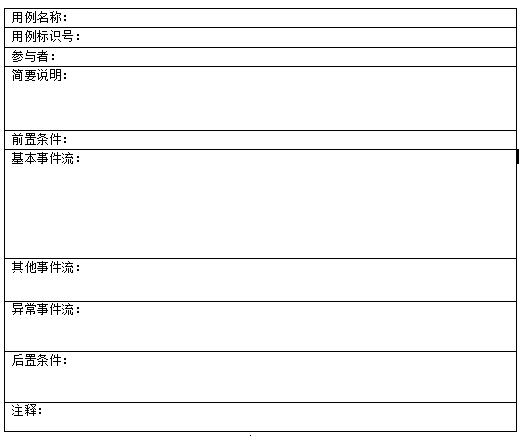 用例名称：
用例标识号：
参与者：
简要说明：
前置条件：
基本事件流：
其他事件流：
异常事件流：
后置条件：
注释：